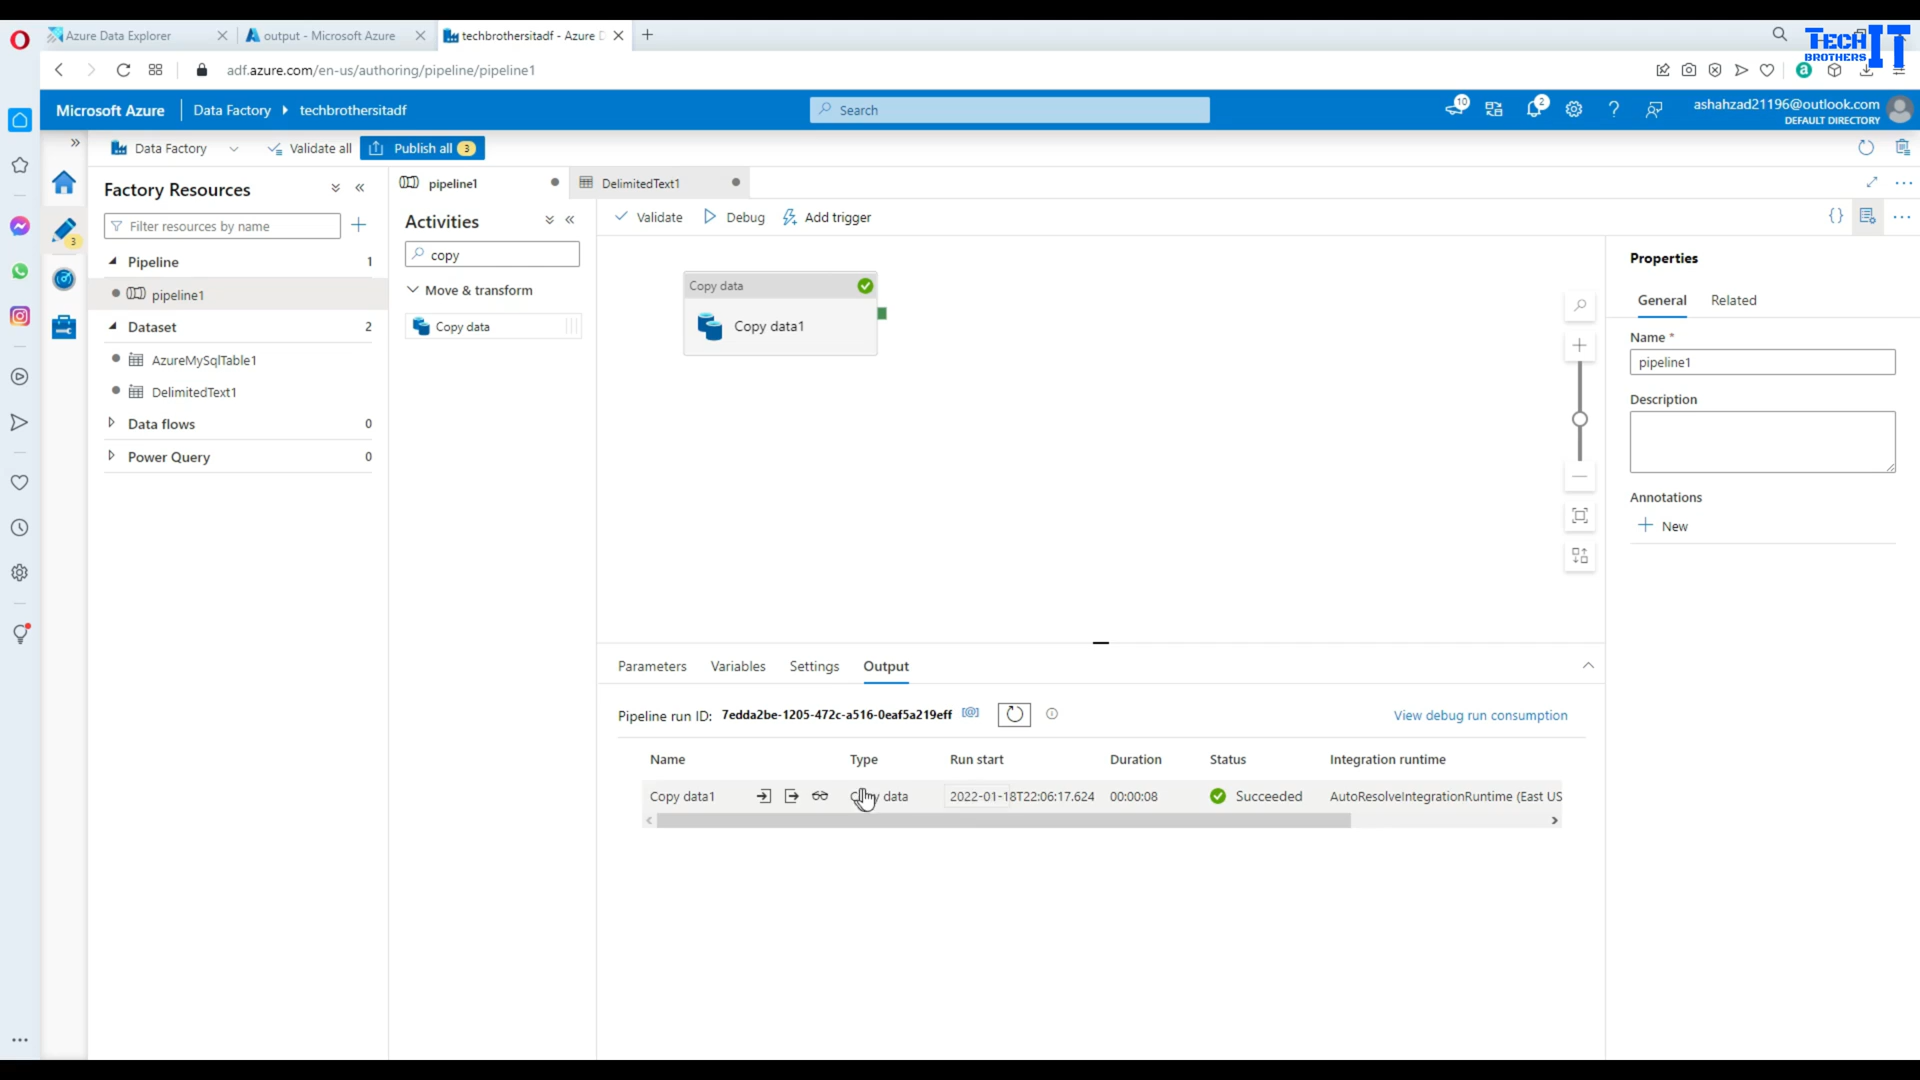 Azure Data Explorer
output - Microsoft Azure
techbrothersitadf - Azure D
TECH IT
BROTHERS
adf.azure.com/en-us/authoring/pipeline/pipeline1
Microsoft Azure
Data Factory
techbrothersitadf
Search
10
2
ashahzad21196@outlook.com
DEFAULT DIRECTORY
Data Factory
Validate all
Publish all 3
Factory Resources
Filter resources by name
3
Pipeline 1
pipeline1
Dataset 2
AzureMySqlTable1
DelimitedText1
Data flows 0
Power Query 0
pipeline1
DelimitedText1
Activities
copy
Move & transform
Copy data
Validate
Debug
Add trigger
Copy data
Copy data1
Properties
General
Related
Name *
pipeline1
Description
Annotations
New
Parameters
Variables
Settings
Output
Pipeline run ID: 7edda2be-1205-472c-a516-0eaf5a219eff
View debug run consumption
Name Type Run start Duration Status Integration runtime
Copy data1 data 2022-01-18T22:06:17.624 00:00:08 Succeeded AutoResolveIntegrationRuntime (East US